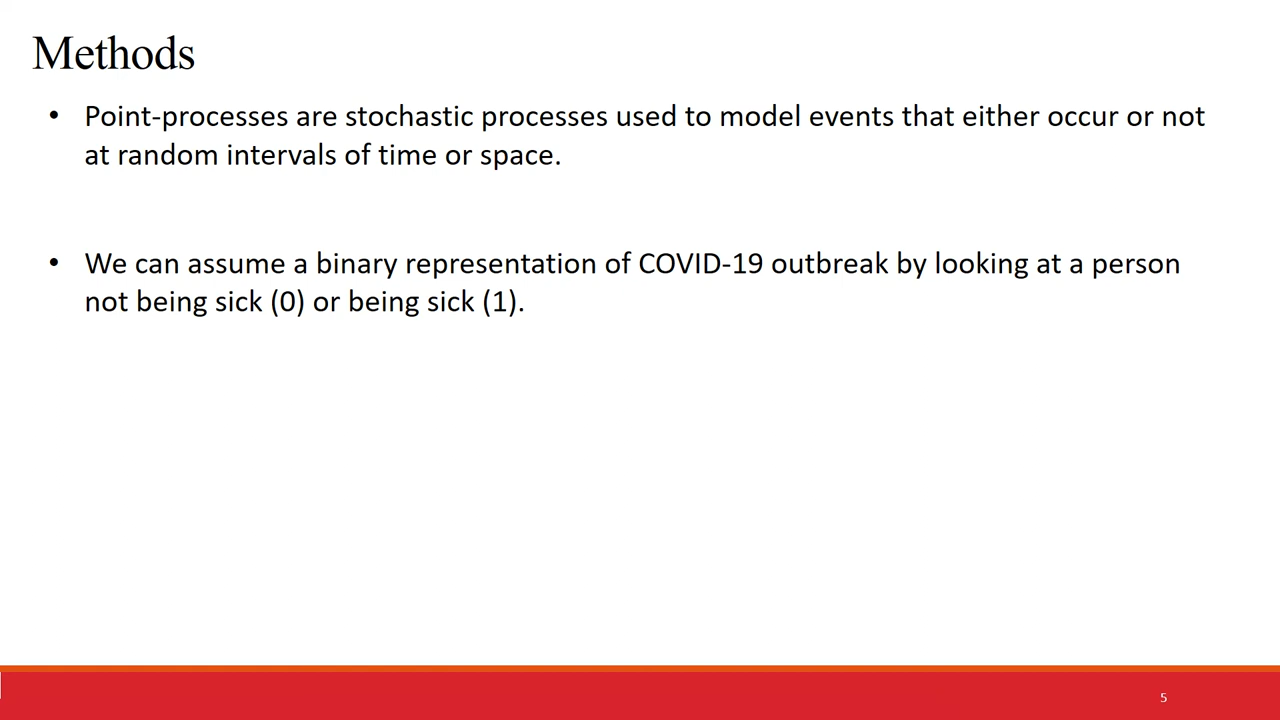 Methods
• Point-processes are stochastic processes used to model events that either occur or not
at random intervals of time or space.
• We can assume a binary representation of COVID-19 outbreak by looking at a person
not being sick (0) or being sick (1).
5